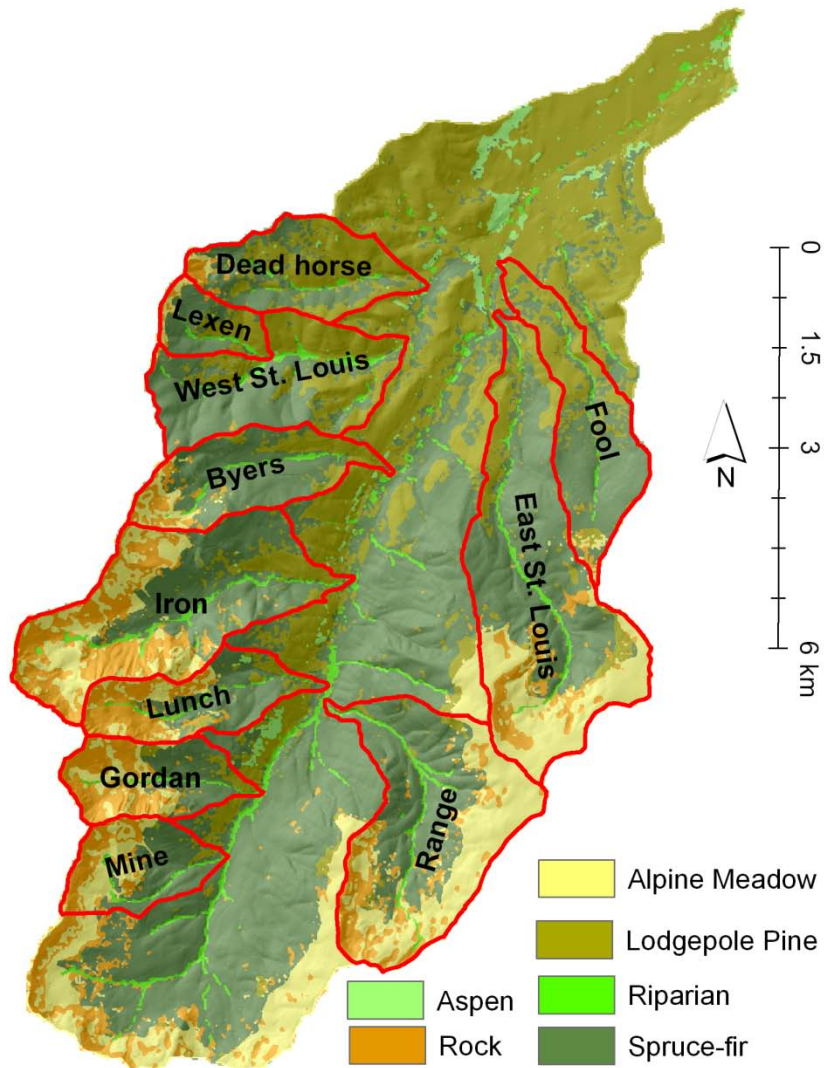 Dead horse
Lexen
West St. Louis
Byers
Iron
Lunch
Gordan
Mine
Fool
East St. Louis
Range
0
1.5
3
6 km
N
Alpine Meadow
Lodgepole Pine
Aspen
Riparian
Rock
Spruce-fir